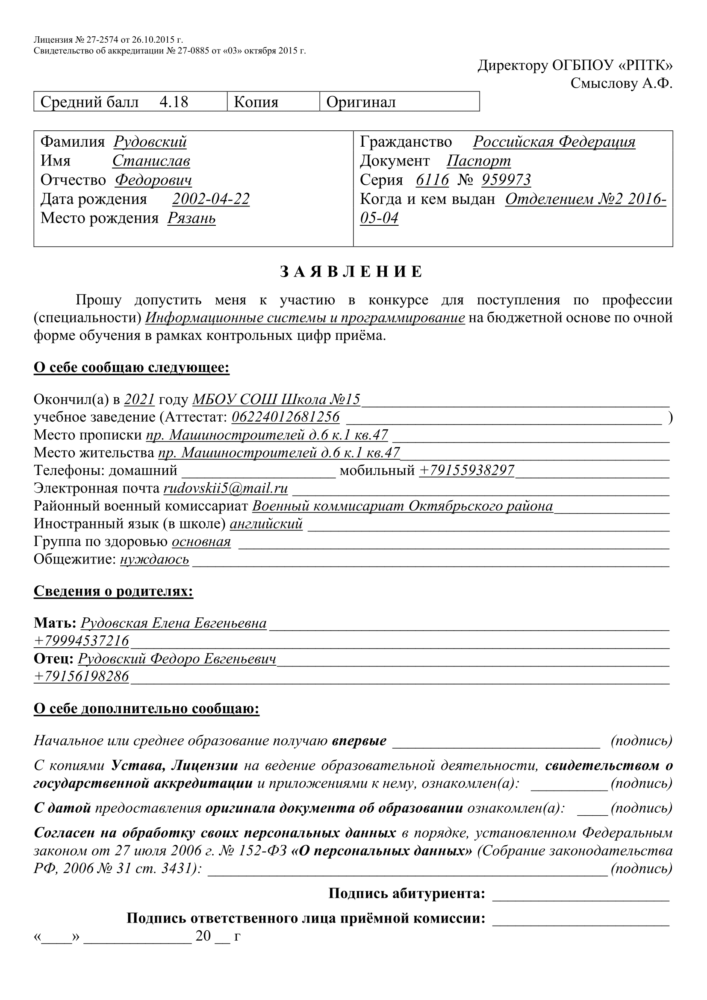 Лицензия № 27-2574 от 26.10.2015 г.
Свидетельство об аккредитации № 27-0885 от «03» октября 2015 г.
Директору ОГБПОУ «РПТК»
Смыслову А.Ф.
Средний балл 4.18 Копия Оригинал
Фамилия Рудовский
Имя Станислав
Отчество Федорович
Дата рождения 2002-04-22
Место рождения Рязань
Гражданство Российская Федерация
Документ Паспорт
Серия 6116 № 959973
Когда и кем выдан Отделением №2 2016-
05-04
З А Я В Л Е Н И Е
Прошу допустить меня к участию в конкурсе для поступления по профессии
(специальности) Информационные системы и программирование на бюджетной основе по очной
форме обучения в рамках контрольных цифр приёма.
О себе сообщаю следующее:
Окончил(а) в 2021 году МБОУ СОШ Школа №15
учебное заведение (Аттестат: 06224012681256 )
Место прописки пр. Машиностроителей д.6 к.1 кв.47
Место жительства пр. Машиностроителей д.6 к.1 кв.47
Телефоны: домашний ____________________ мобильный +79155938297
Электронная почта rudovskii5@mail.ru
Районный военный комиссариат Военный коммисариат Октябрьского района
Иностранный язык (в школе) английский
Группа по здоровью основная
Общежитие: нуждаюсь
Сведения о родителях:
Мать: Рудовская Елена Евгеньевна
+79994537216
Отец: Рудовский Федоро Евгеньевич
+79156198286
О себе дополнительно сообщаю:
Начальное или среднее образование получаю впервые ___________________________ (подпись)
С копиями Устава, Лицензии на ведение образовательной деятельности, свидетельством о
государственной аккредитации и приложениями к нему, ознакомлен(а): __________ (подпись)
С датой предоставления оригинала документа об образовании ознакомлен(а): ____ (подпись)
Согласен на обработку своих персональных данных в порядке, установленном Федеральным
законом от 27 июля 2006 г. № 152-ФЗ «О персональных данных» (Собрание законодательства
РФ, 2006 № 31 ст. 3431): ____________________ (подпись)
Подпись абитуриента: _______________________
Подпись ответственного лица приёмной комиссии: _______________________
«____» ______________ 20 __ г